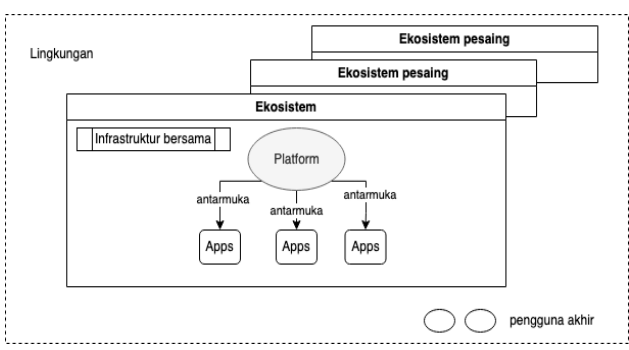 Ekosistem pesaing
Lingkungan
Ekosistem pesaing
Ekosistem
Infrastruktur bersama
Platform
antarmuka
antarmuka
antarmuka
Apps
Apps
Apps
pengguna akhir